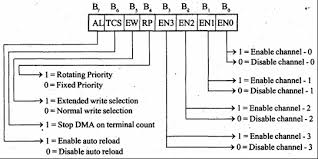 B₇ B₆ B₅ B₄ B₃ B₂ B₁ B₀
AL TCS EW RP EN3 EN2 EN1 EN0
1 = Enable channel - 0
0 = Disable channel - 0
1 = Enable channel - 1
0 = Disable channel - 1
1 = Enable channel - 2
0 = Disable channel - 2
1 = Enable channel - 3
0 = Disable channel - 3
1 = Rotating Priority
0 = Fixed Priority
1 = Extended write selection
0 = Normal write selection
1 = Stop DMA on terminal count
1 = Enable auto reload
0 = Disable auto reload